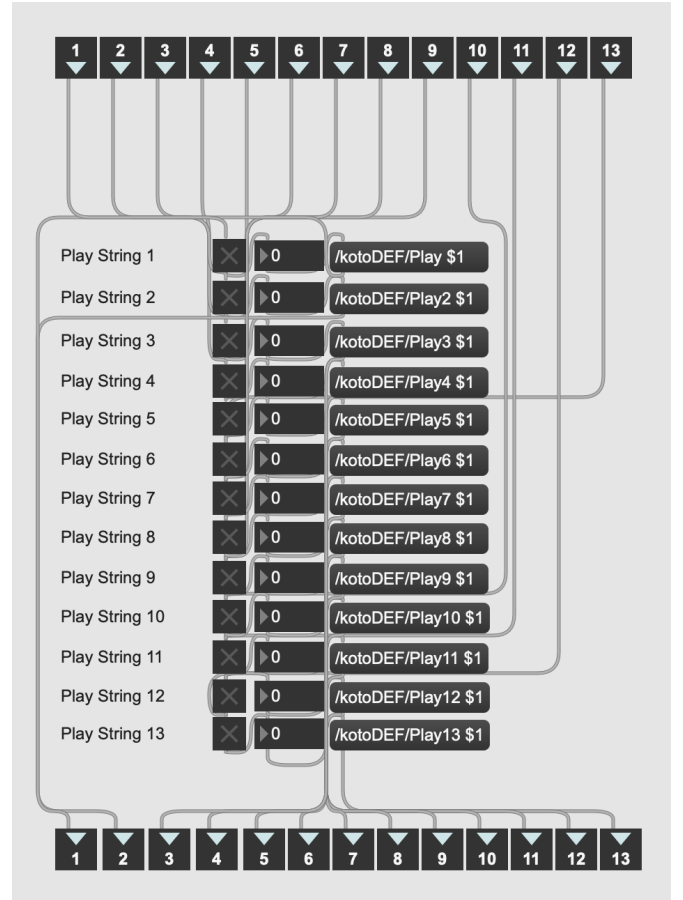 1 2 3 4 5 6 7 8 9 10 11 12 13
Play String 1 0 /kotoDEF/Play $1
Play String 2 0 /kotoDEF/Play2 $1
Play String 3 0 /kotoDEF/Play3 $1
Play String 4 0 /kotoDEF/Play4 $1
Play String 5 0 /kotoDEF/Play5 $1
Play String 6 0 /kotoDEF/Play6 $1
Play String 7 0 /kotoDEF/Play7 $1
Play String 8 0 /kotoDEF/Play8 $1
Play String 9 0 /kotoDEF/Play9 $1
Play String 10 0 /kotoDEF/Play10 $1
Play String 11 0 /kotoDEF/Play11 $1
Play String 12 0 /kotoDEF/Play12 $1
Play String 13 0 /kotoDEF/Play13 $1
1 2 3 4 5 6 7 8 9 10 11 12 13